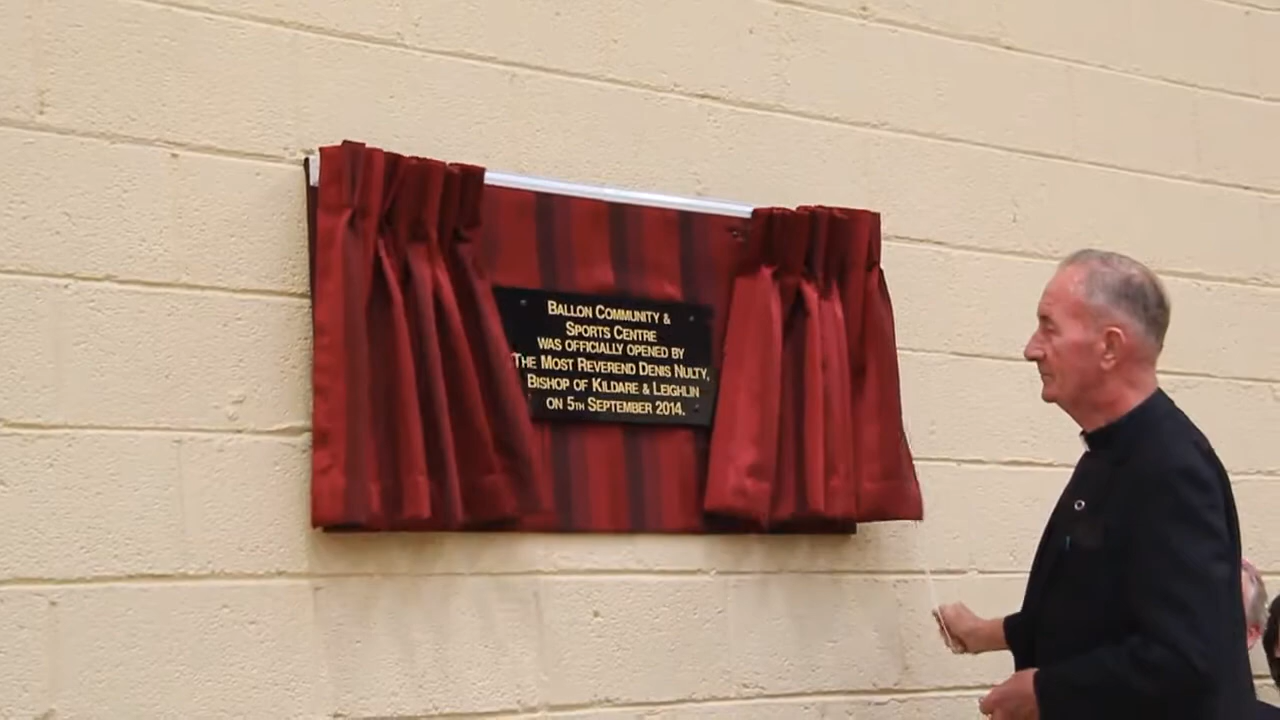 BALLON COMMUNITY &
SPORTS CENTRE
WAS OFFICIALLY OPENED BY
THE MOST REVEREND DENIS NULTY,
BISHOP OF KILDARE & LEIGHLIN
ON 5TH SEPTEMBER 2014.